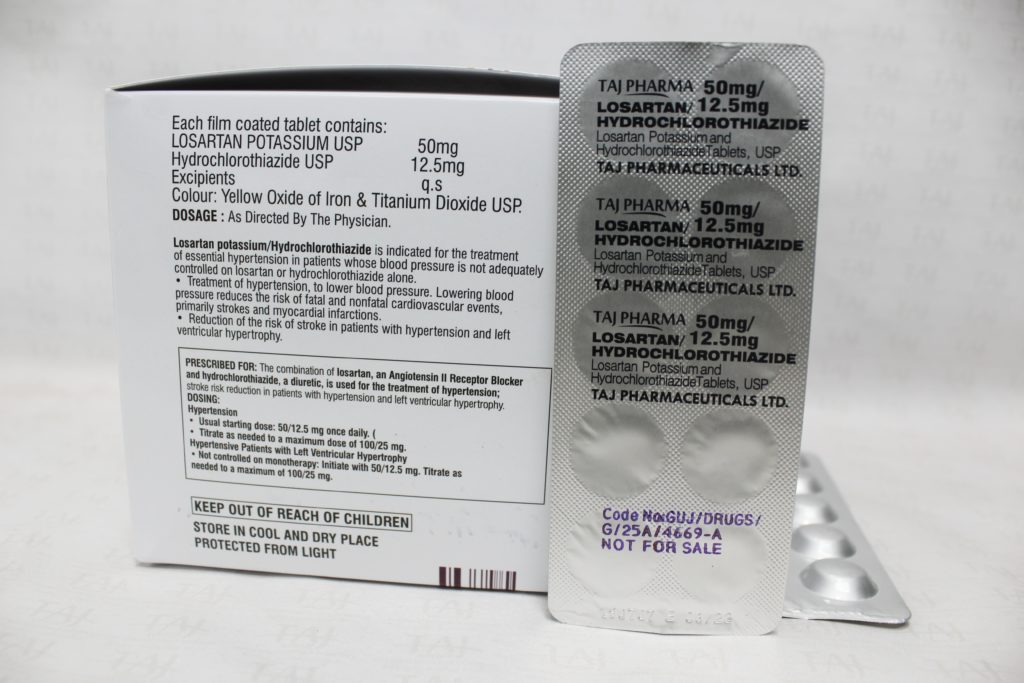 Each film coated tablet contains:
LOSARTAN POTASSIUM USP 50mg
Hydrochlorothiazide USP 12.5mg
Excipients q.s
Colour: Yellow Oxide of Iron & Titanium Dioxide USP.
DOSAGE : As Directed By The Physician.
Losartan potassium/Hydrochlorothiazide is indicated for the treatment
of essential hypertension in patients whose blood pressure is not adequately
controlled on losartan or hydrochlorothiazide alone.
• Treatment of hypertension, to lower blood pressure. Lowering blood
pressure reduces the risk of fatal and nonfatal cardiovascular events,
primarily strokes and myocardial infarctions.
• Reduction of the risk of stroke in patients with hypertension and left
ventricular hypertrophy.
PRESCRIBED FOR: The combination of losartan, an Angiotensin II Receptor Blocker
and hydrochlorothiazide, a diuretic, is used for the treatment of hypertension;
stroke risk reduction in patients with hypertension and left ventricular hypertrophy.
DOSING:
Hypertension
• Usual starting dose: 50/12.5 mg once daily. (
• Titrate as needed to a maximum dose of 100/25 mg.
Hypertensive Patients with Left Ventricular Hypertrophy
• Not controlled on monotherapy: Initiate with 50/12.5 mg. Titrate as
needed to a maximum of 100/25 mg.
KEEP OUT OF REACH OF CHILDREN
STORE IN COOL AND DRY PLACE
PROTECTED FROM LIGHT
TAJ PHARMA 50mg/
LOSARTAN/ 12.5mg
HYDROCHLOROTHIAZIDE
Losartan Potassium and
Hydrochlorothiazide Tablets, USP
TAJ PHARMACEUTICALS LTD.
TAJ PHARMA 50mg/
LOSARTAN/ 12.5mg
HYDROCHLOROTHIAZIDE
Losartan Potassium and
Hydrochlorothiazide Tablets, USP
TAJ PHARMACEUTICALS LTD.
TAJ PHARMA 50mg/
LOSARTAN/ 12.5mg
HYDROCHLOROTHIAZIDE
Losartan Potassium and
Hydrochlorothiazide Tablets, USP
TAJ PHARMACEUTICALS LTD.
Code No:GUJ/DRUGS/
G/25A/4669-A
NOT FOR SALE